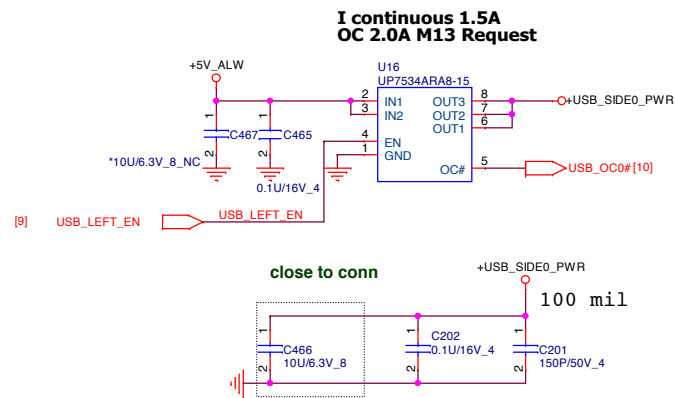 I continuous 1.5A
OC 2.0A M13 Request
+5V_ALW
U16
UP7534ARA8-15
2 IN1 OUT3 8
3 IN2 OUT2 7
OUT1 6
+USB_SIDE0_PWR
4 EN
1 GND
OC# 5
USB_OC0# [10]
1 C467 1 C465
2 2
*10U/6.3V_8_NC
0.1U/16V_4
[9] USB_LEFT_EN USB_LEFT_EN
close to conn
+USB_SIDE0_PWR
100 mil
1 1 1
C202
C466 0.1U/16V_4 C201
10U/6.3V_8 150P/50V_4
2 2 2